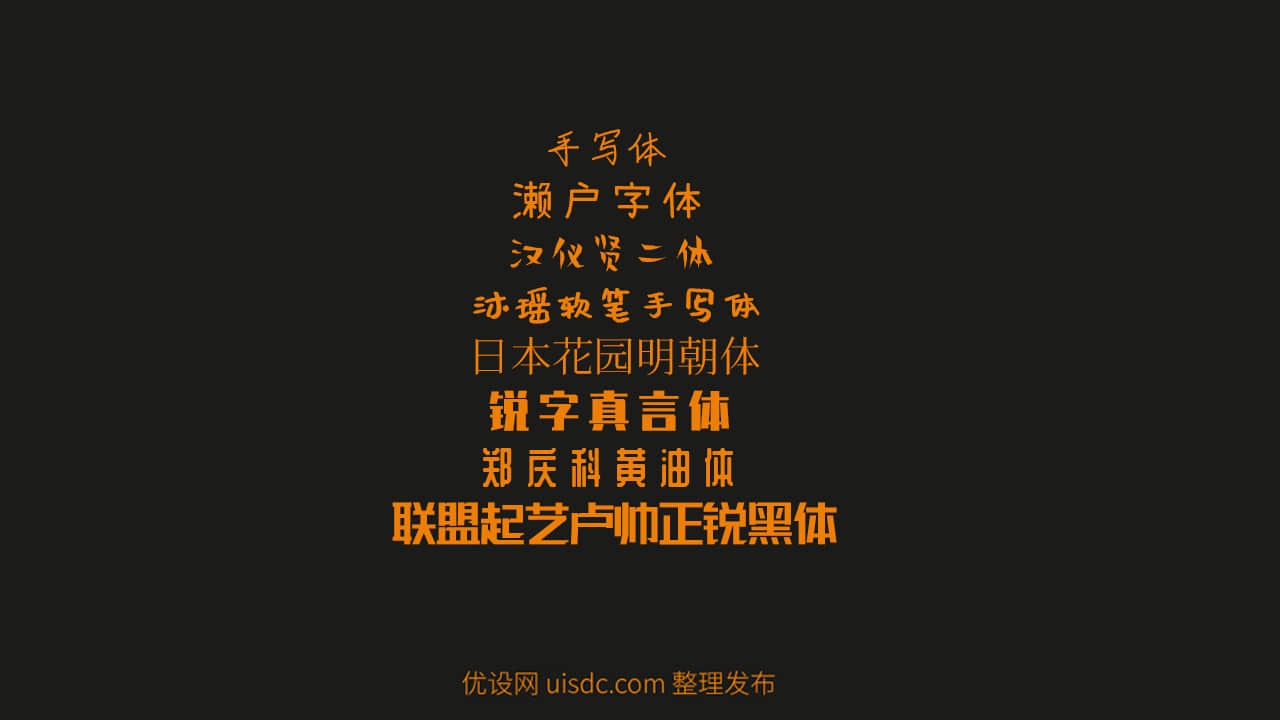 手写体
濑户字体
汉仪贤二体
沐瑶软笔手写体
日本花园明朝体
锐字真言体
郑庆科黄油体
联盟起艺卢帅正锐黑体
优设网 uisdc.com 整理发布